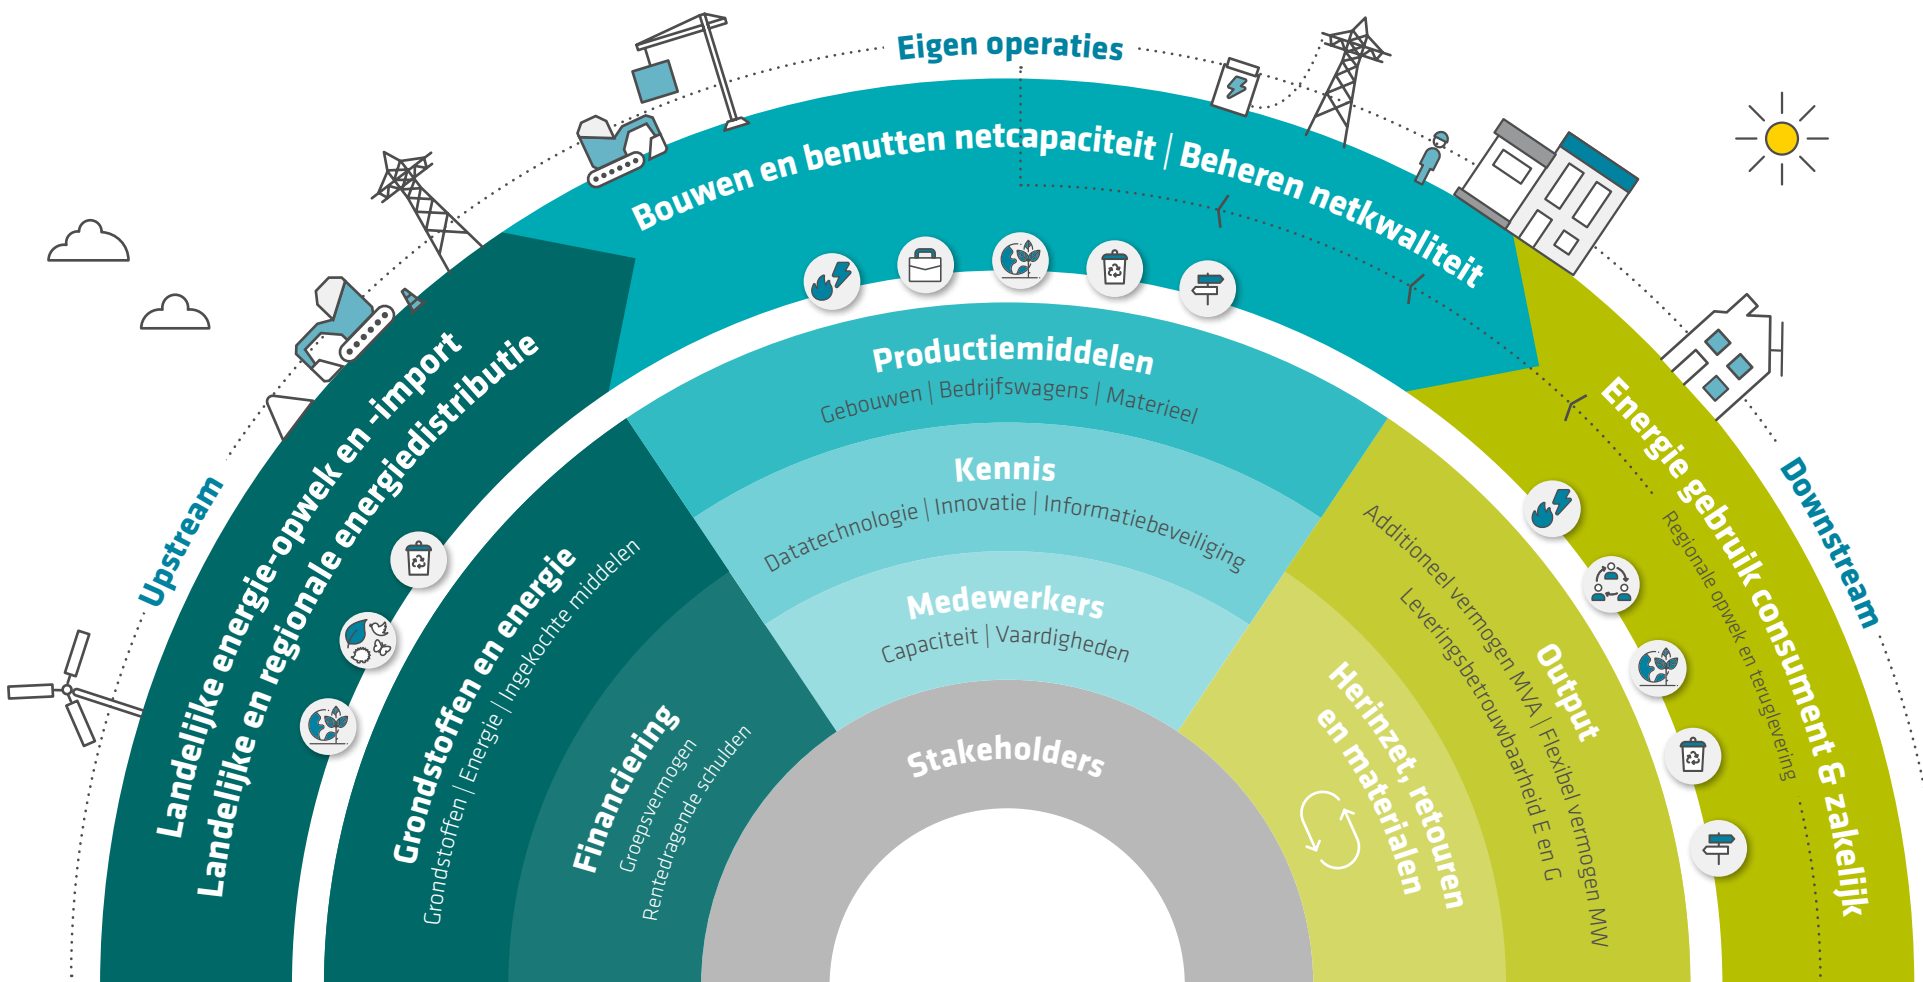 Eigen operaties
Bouwen en benutten netcapaciteit | Beheren netkwaliteit
Upstream
Landelijke energie-opwek en -import
Landelijke en regionale energiedistributie
Grondstoffen en energie
Grondstoffen | Energie | Ingekochte middelen
Financiering
Groepsvermogen
Rentedragende schulden
Productiemiddelen
Gebouwen | Bedrijfswagens | Materieel
Kennis
Datatechnologie | Innovatie | Informatiebeveiliging
Medewerkers
Capaciteit | Vaardigheden
Stakeholders
Herinzet, retouren
en materialen
Output
Additioneel vermogen MVA | Flexibel vermogen MW
Leveringsbetrouwbaarheid E en G
Energie gebruik consument & zakelijk
Regionale opwek en teruglevering
Downstream